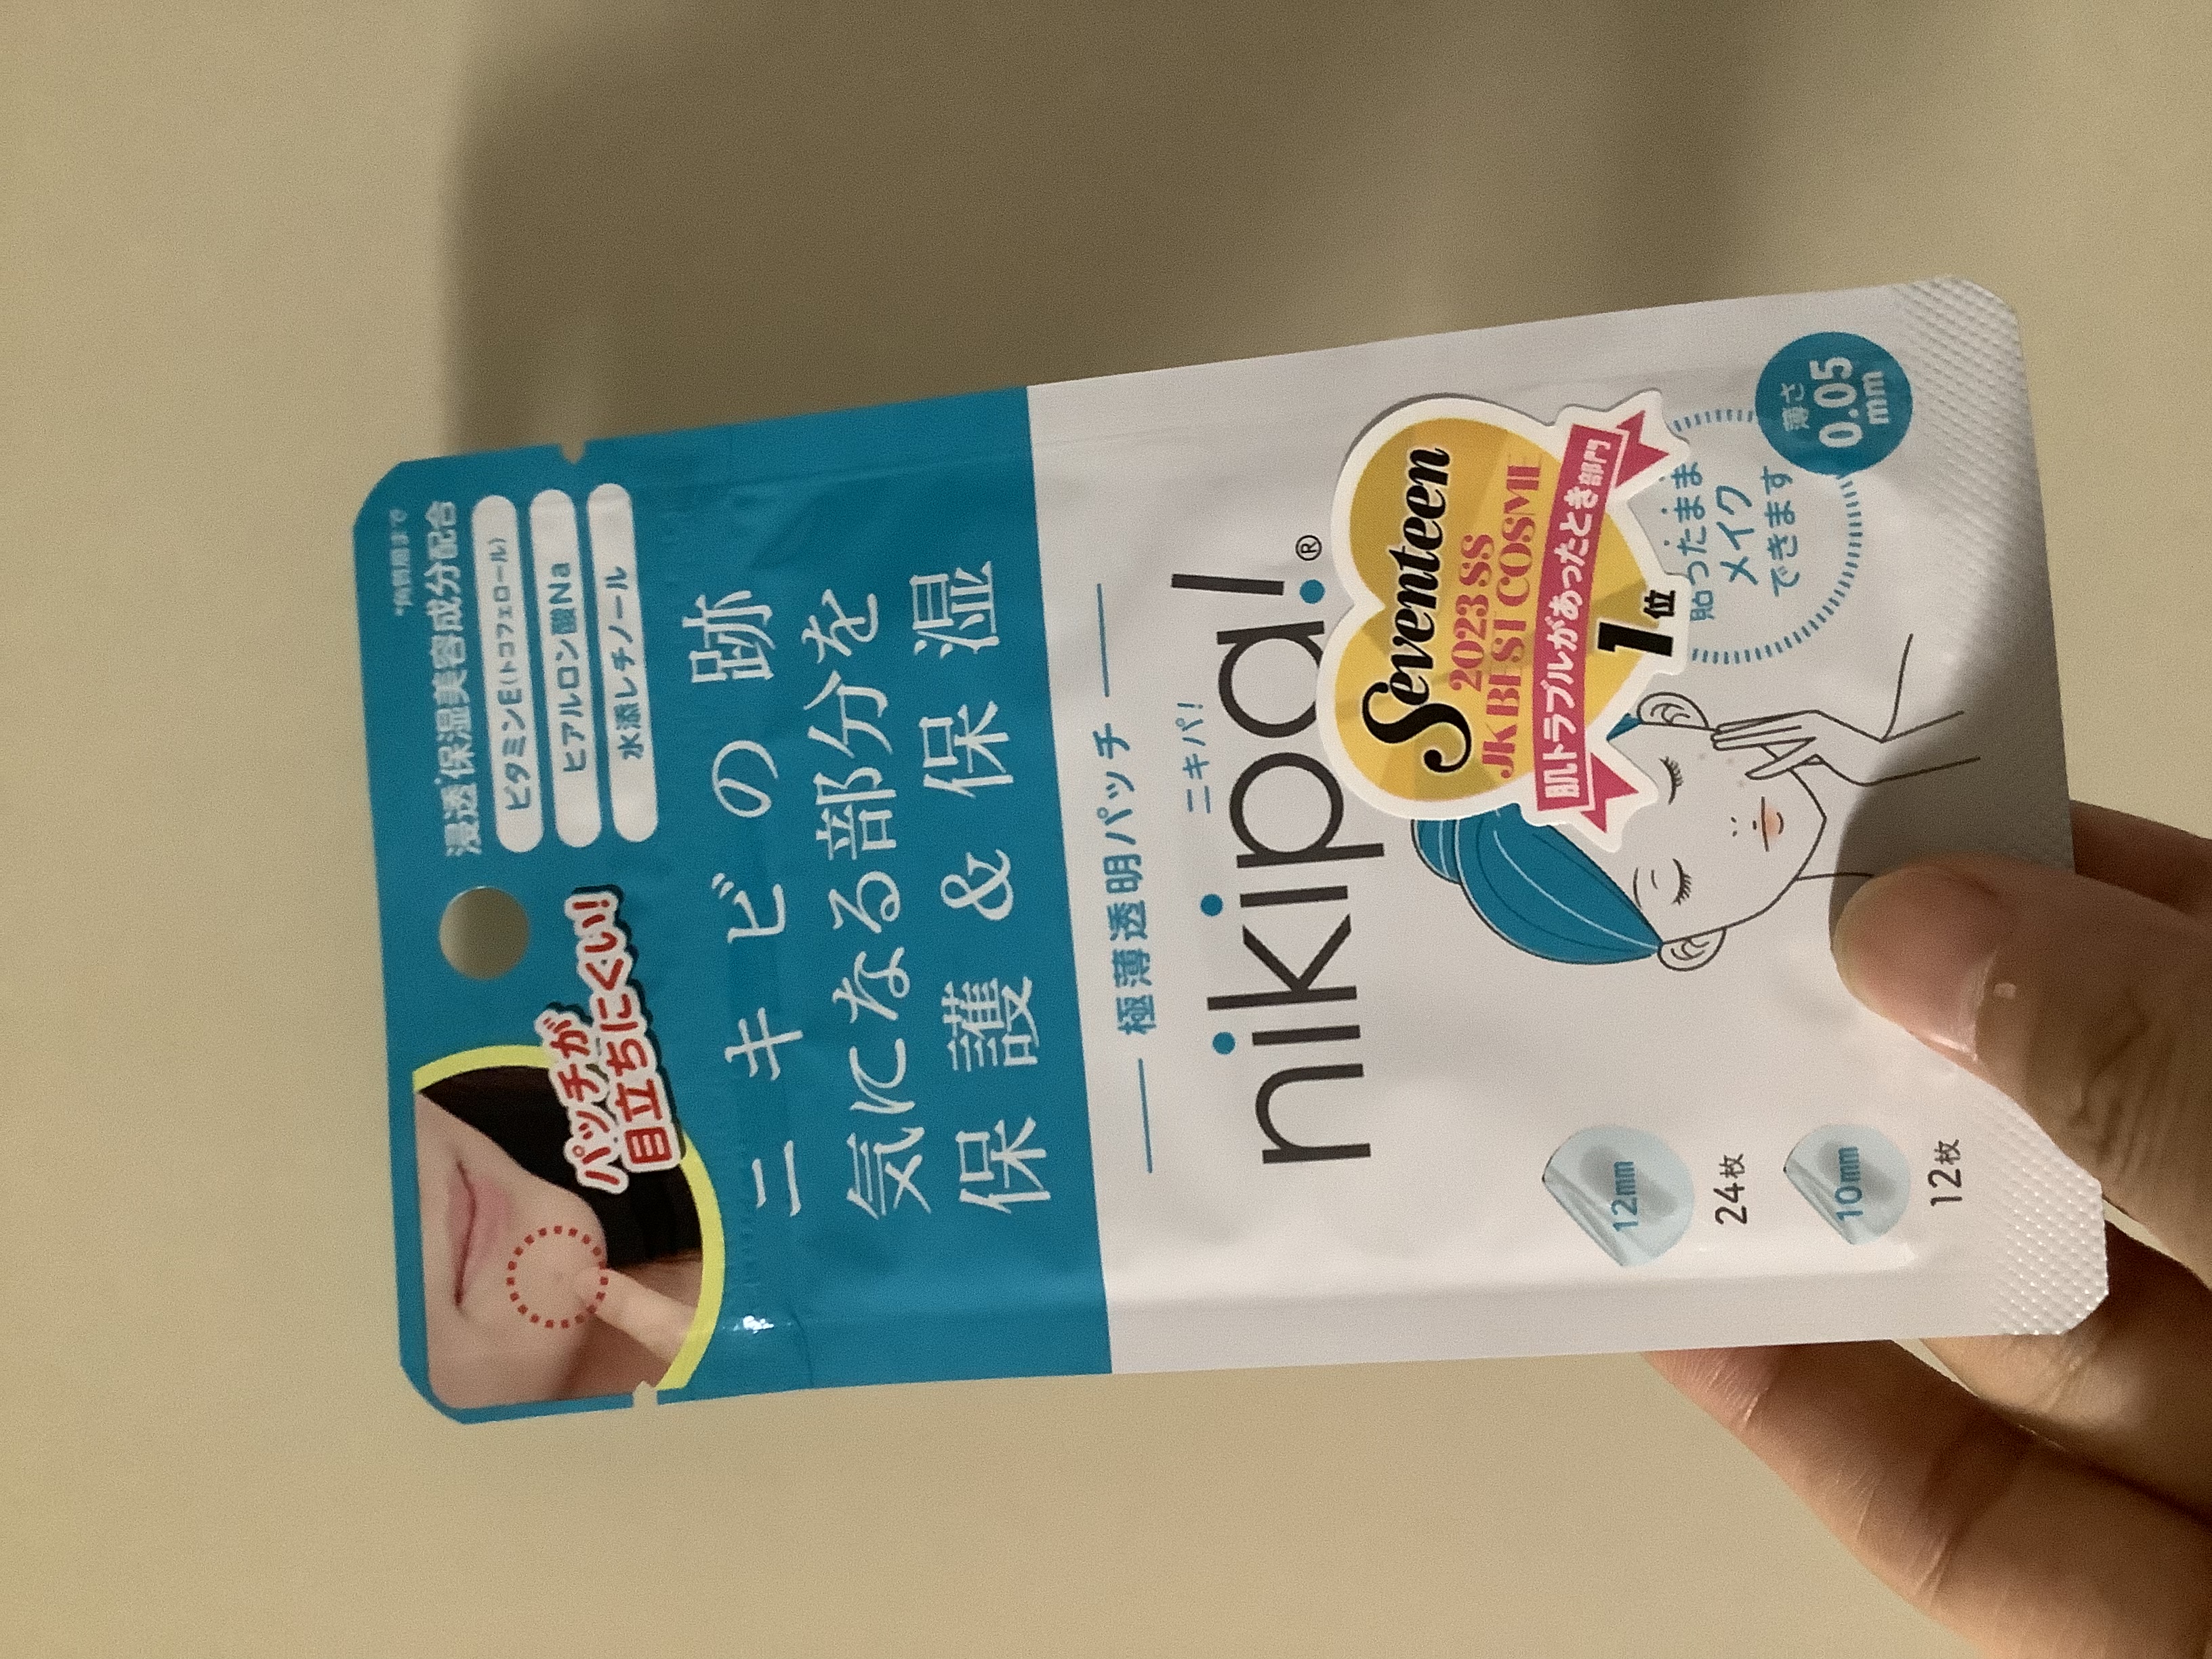 *角質層まで
浸透*保湿美容成分配合
ビタミンE(トコフェロール)
ヒアルロン酸Na
水添レチノール
パッチが
目立ちにくい!
ニキビの跡
気になる部分を
保護&保湿
極薄透明パッチ
ニキパ!
nikipa!®
Seventeen
2023 SS
JK BEST COSME
肌トラブルがあったとき部門
1位
貼ったまま
メイク
できます
薄さ
0.05
mm
12mm
24枚
10mm
12枚